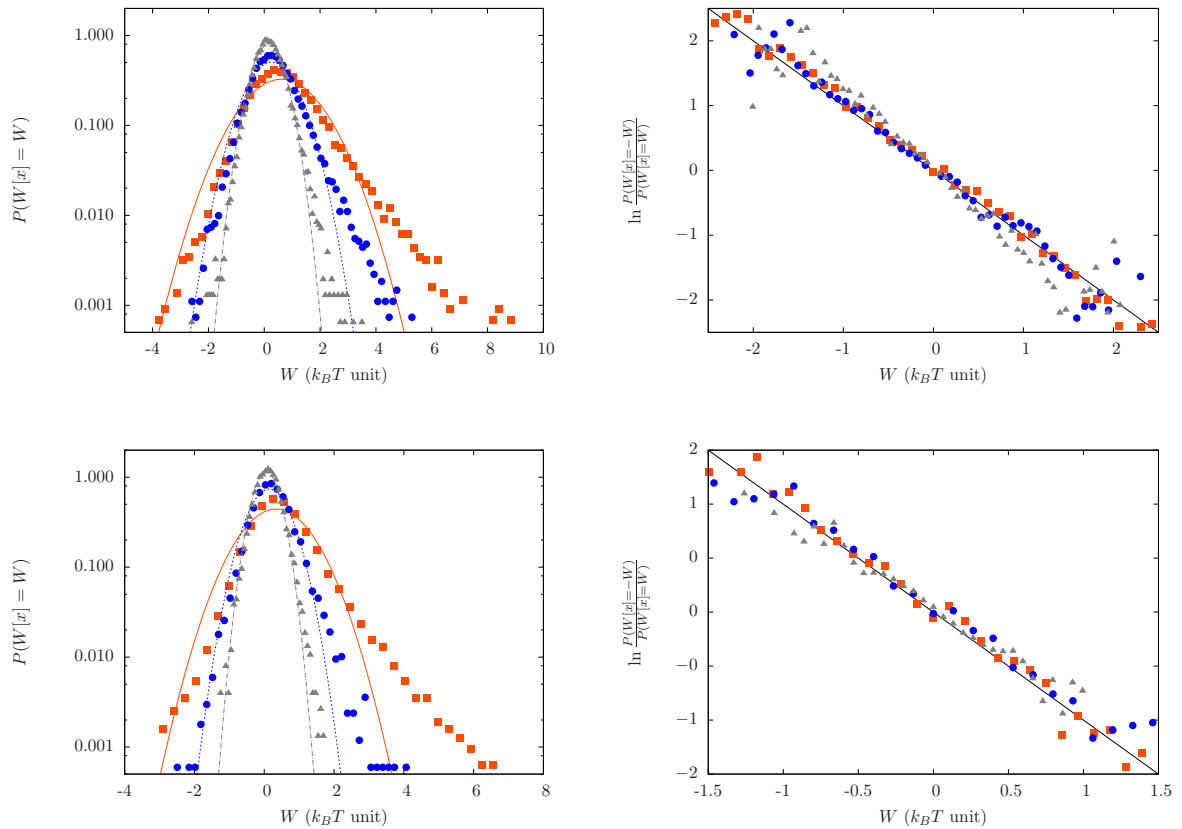 P(W[x] = W)
1.000
0.100
0.010
0.001
-4 -2 0 2 4 6 8 10
W (k_BT unit)
ln P(W[x]=−W) / P(W[x]=W)
2
1
0
-1
-2
-2 -1 0 1 2
W (k_BT unit)
P(W[x] = W)
1.000
0.100
0.010
0.001
-4 -2 0 2 4 6 8
W (k_BT unit)
ln P(W[x]=−W) / P(W[x]=W)
2
1
0
0
-0
-1
-2
-1.5 -1 -0.5 0 0.5 1 1.5
W (k_BT unit)